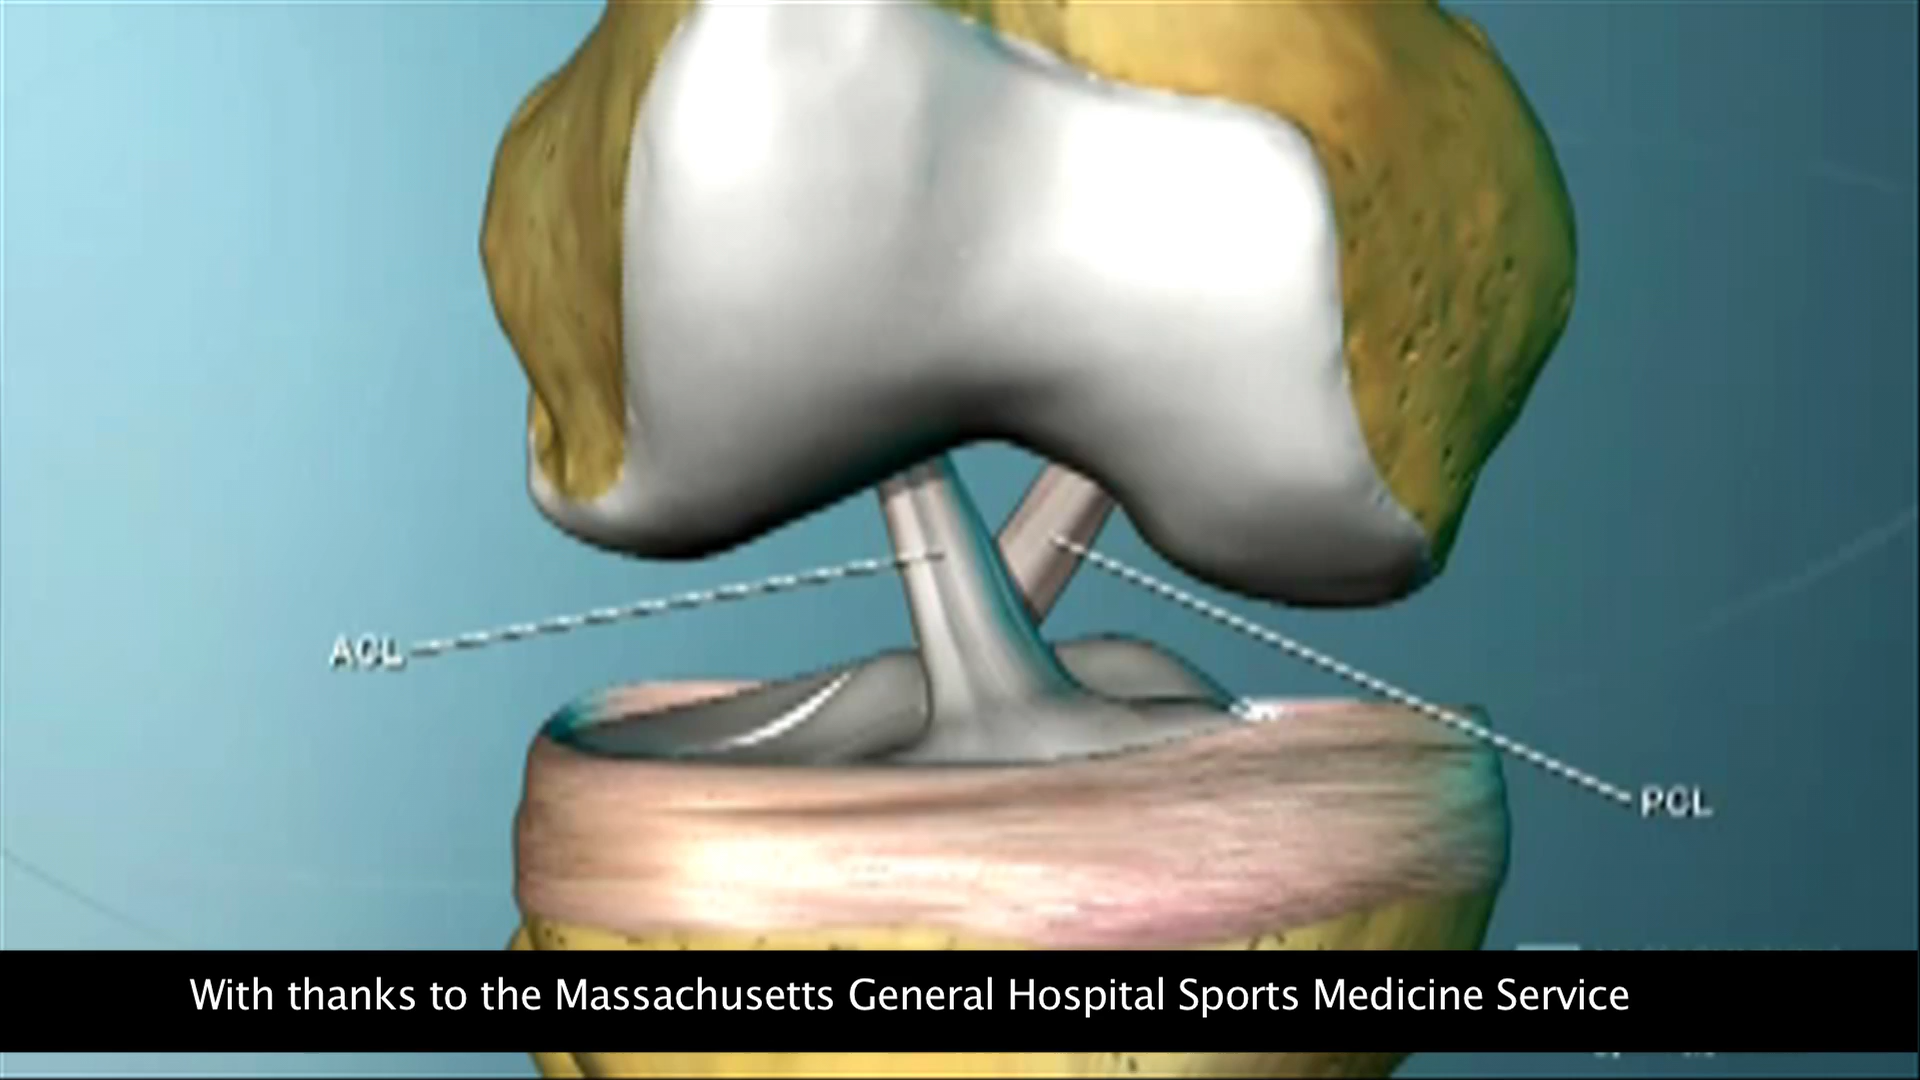 ACL
PCL
With thanks to the Massachusetts General Hospital Sports Medicine Service